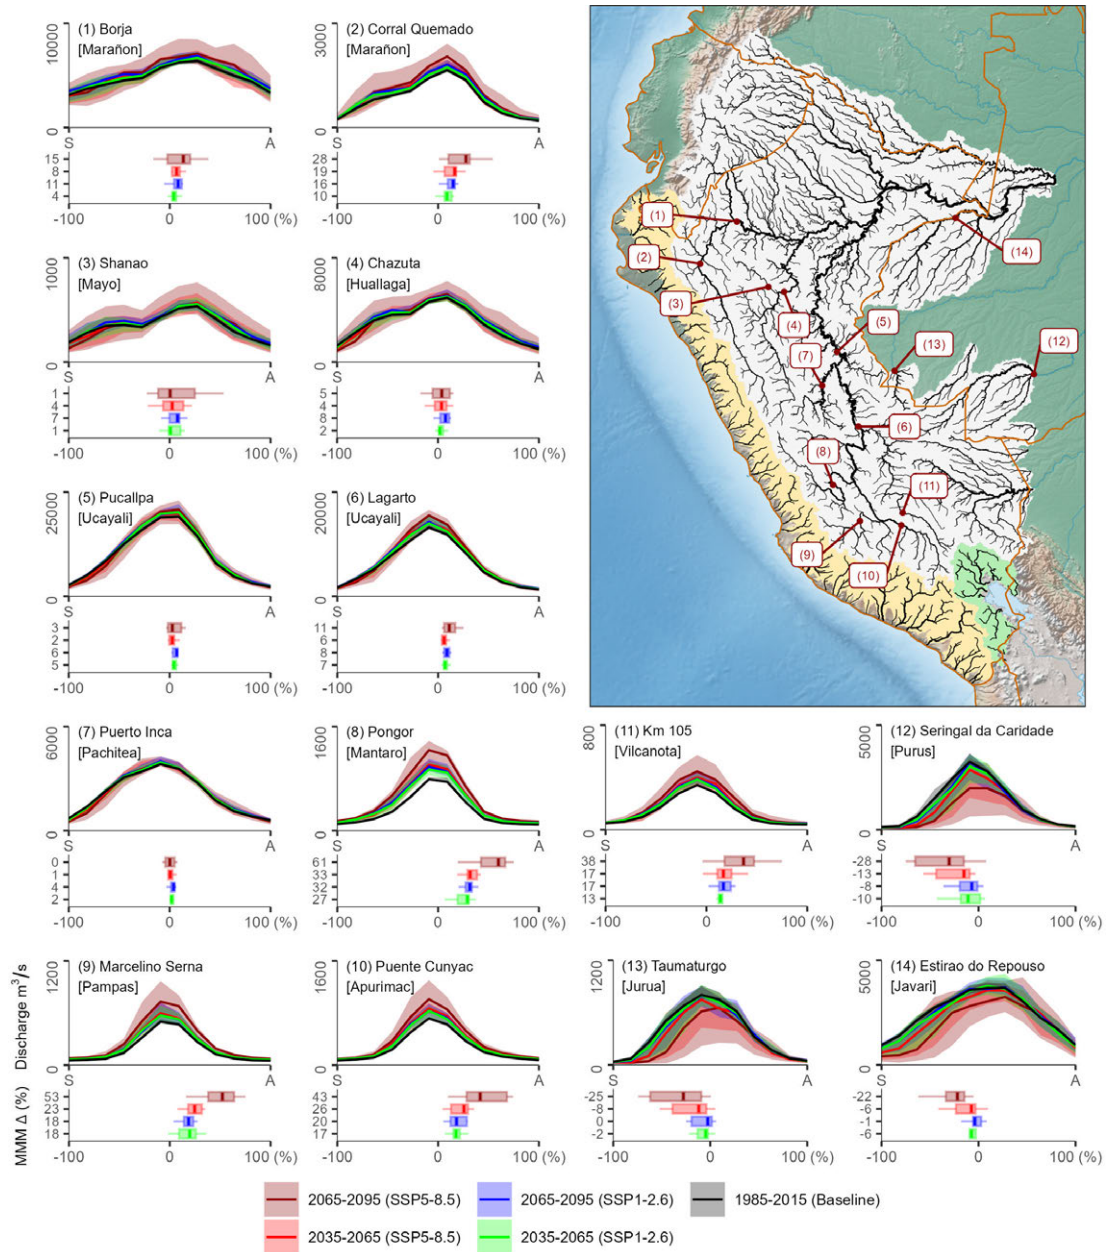 (1) Borja
[Marañon]
10000
0
S
A
15
8
11
4
-100
0
100 (%)
(2) Corral Quemado
[Marañon]
3000
0
S
A
28
19
16
10
-100
0
100 (%)
(3) Shanao
[Mayo]
11000
0
S
A
1
4
7
1
-100
0
100 (%)
(4) Chazuta
[Huallaga]
8000
0
S
A
5
4
8
2
-100
0
100 (%)
(5) Pucallpa
[Ucayali]
25000
0
S
A
3
2
6
5
-100
0
100 (%)
(6) Lagarto
[Ucayali]
20000
0
S
A
11
6
8
7
-100
0
100 (%)
(1)
(2)
(3)
(4)
(5)
(13)
(12)
(14)
(7)
(6)
(8)
(11)
(9)
(10)
(7) Puerto Inca
[Pachitea]
6000
0
S
A
0
1
4
2
-100
0
100 (%)
(8) Pongor
[Mantaro]
1600
0
S
A
61
33
32
27
-100
0
100 (%)
(11) Km 105
[Vilcanota]
800
0
S
A
38
17
17
13
-100
0
100 (%)
(12) Seringal da Caridade
[Purus]
5000
0
S
A
-28
-13
-8
-10
-100
0
100 (%)
Discharge m³/s
MMM Δ (%)
(9) Marcelino Serna
[Pampas]
1200
0
S
A
53
23
18
18
-100
0
100 (%)
(10) Puente Cunyac
[Apurimac]
1600
0
S
A
43
26
20
17
-100
0
100 (%)
(13) Taumaturgo
[Jurua]
1200
0
S
A
-25
-8
0
-2
-100
0
100 (%)
(14) Estirao do Repouso
[Javari]
5000
0
S
A
-22
-6
-1
-6
-100
0
100 (%)
2065-2095 (SSP5-8.5)
2065-2095 (SSP1-2.6)
1985-2015 (Baseline)
2035-2065 (SSP5-8.5)
2035-2065 (SSP1-2.6)